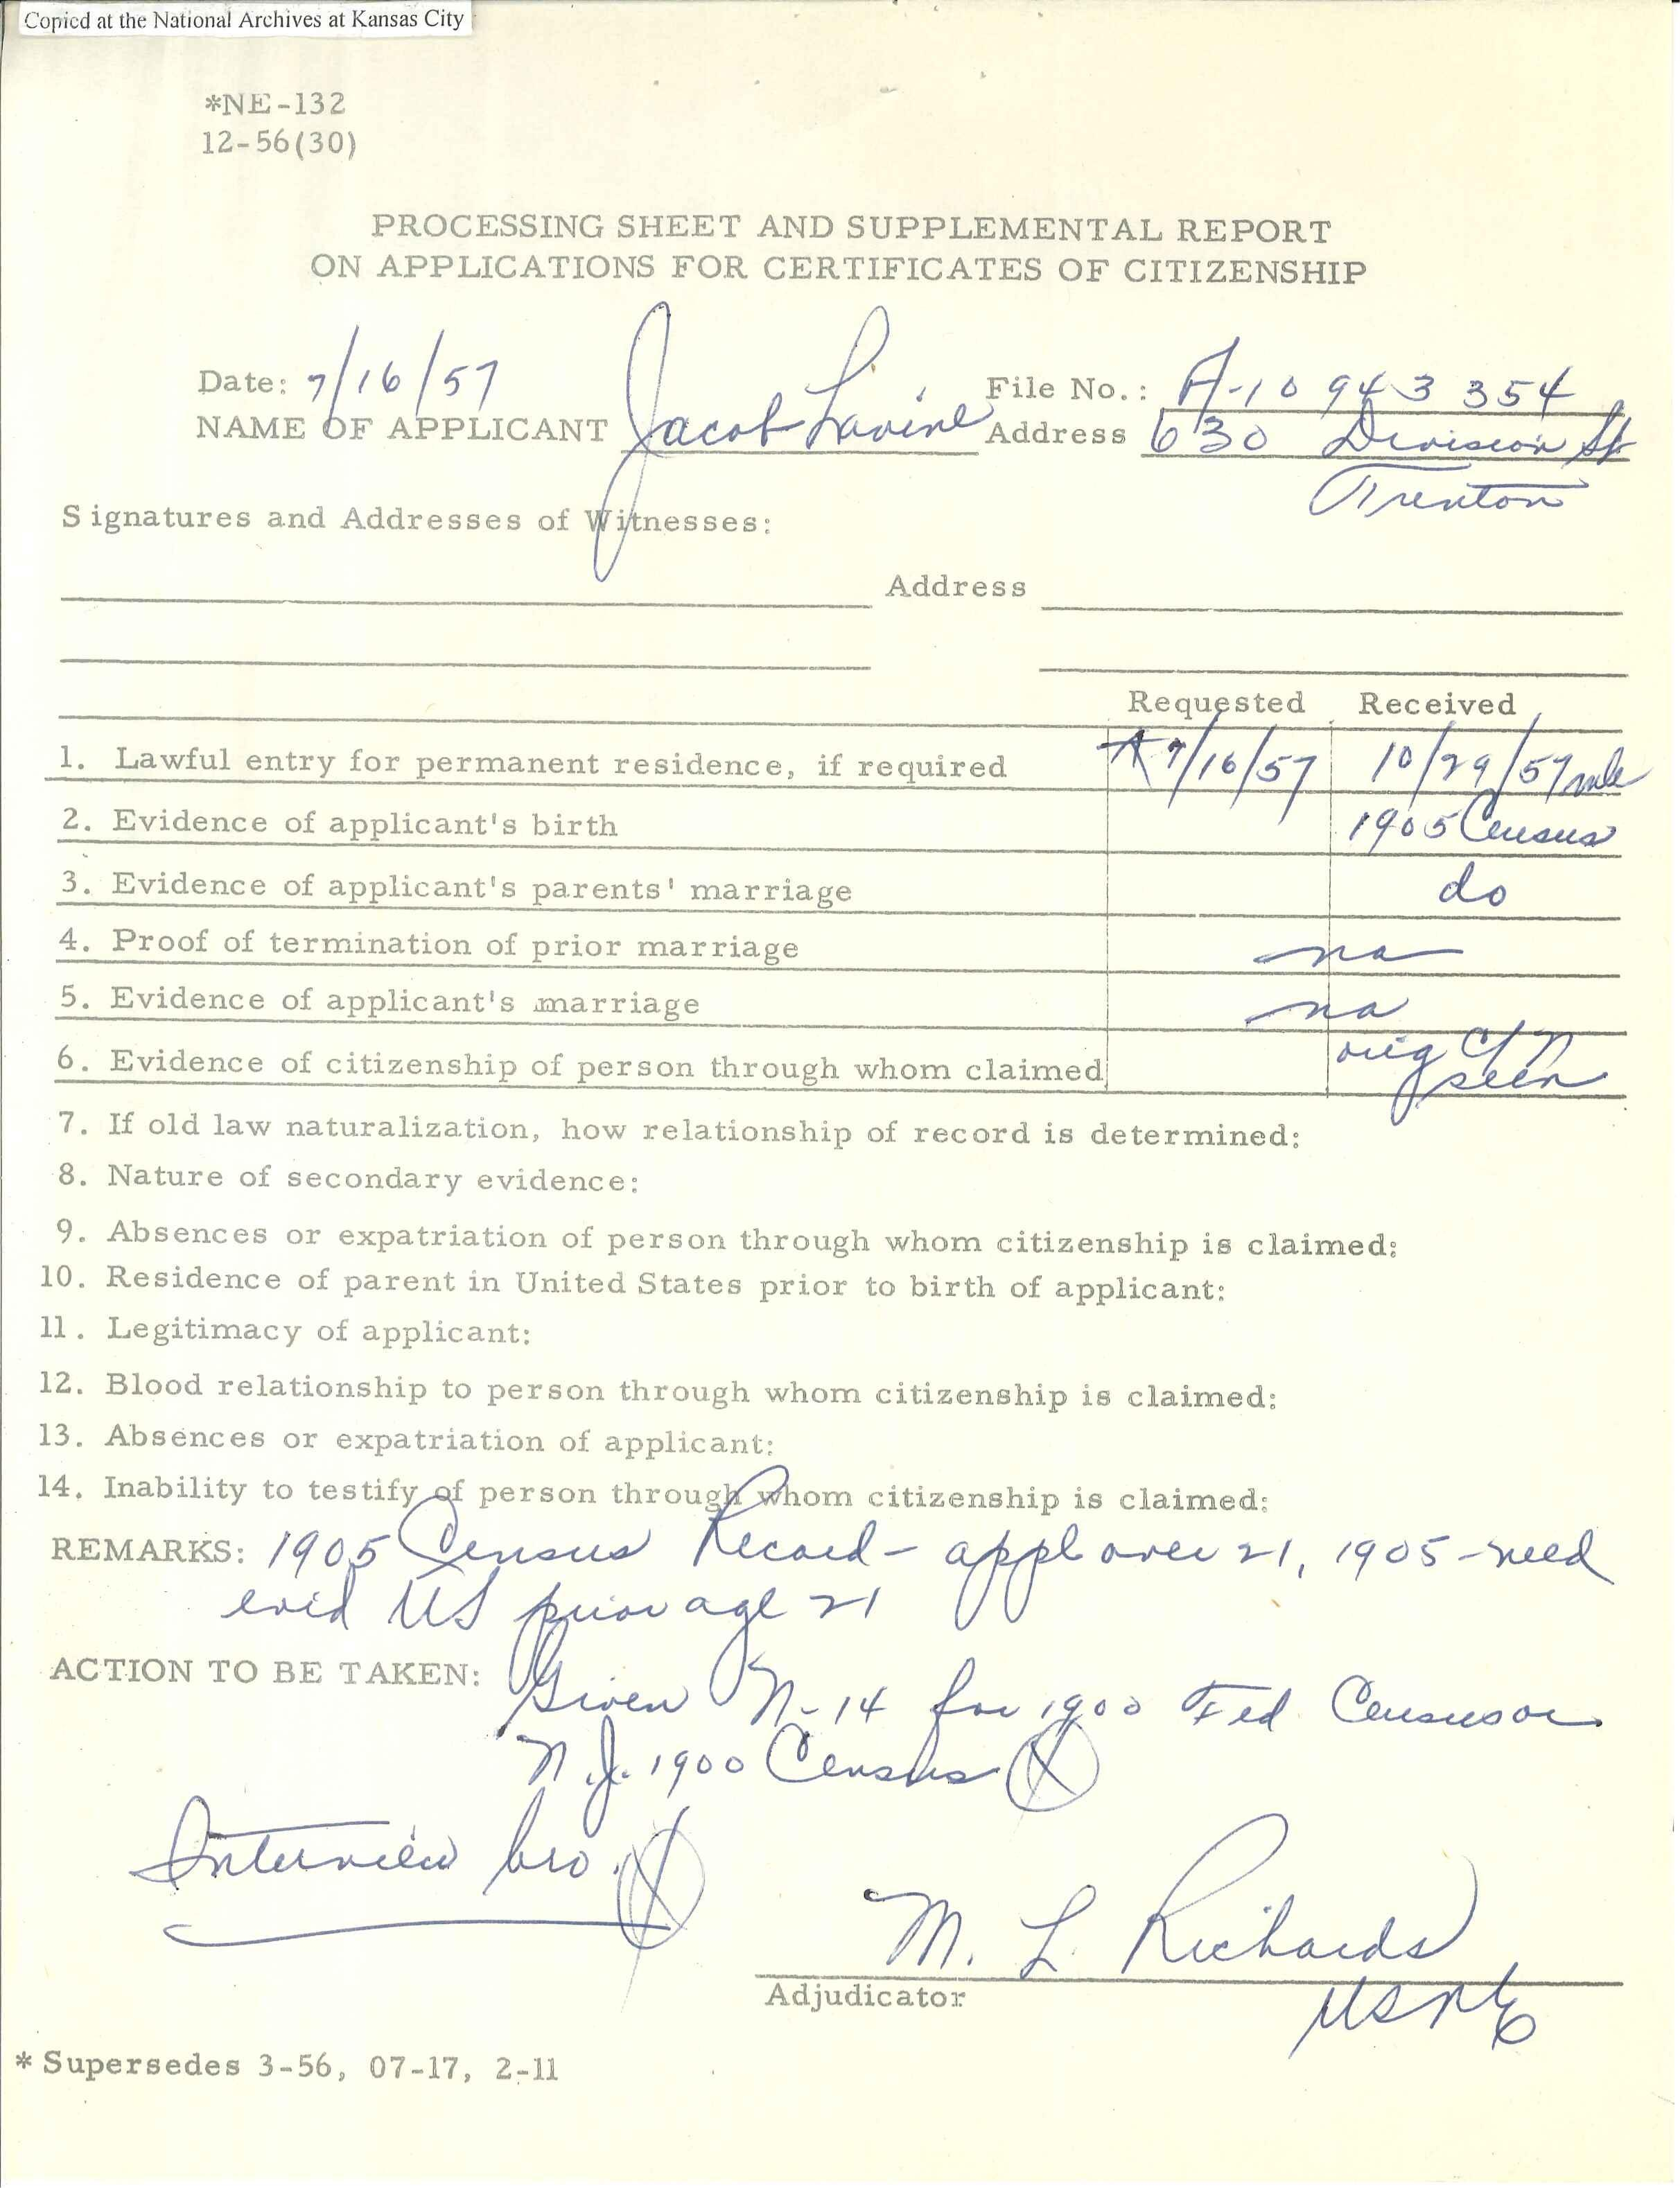 Copied at the National Archives at Kansas City
*NE-132
12-56(30)
PROCESSING SHEET AND SUPPLEMENTAL REPORT
ON APPLICATIONS FOR CERTIFICATES OF CITIZENSHIP
Date: 7/16/57 File No.: A-10 943 354
NAME OF APPLICANT Jacob Lavine Address 630 Division St
Trenton
Signatures and Addresses of Witnesses:
Address
Requested Received
1. Lawful entry for permanent residence, if required 7/16/57 10/29/57
2. Evidence of applicant's birth 1905 Census
3. Evidence of applicant's parents' marriage do
4. Proof of termination of prior marriage na
5. Evidence of applicant's marriage na
6. Evidence of citizenship of person through whom claimed orig C/N
seen
7. If old law naturalization, how relationship of record is determined:
8. Nature of secondary evidence:
9. Absences or expatriation of person through whom citizenship is claimed:
10. Residence of parent in United States prior to birth of applicant:
11. Legitimacy of applicant:
12. Blood relationship to person through whom citizenship is claimed:
13. Absences or expatriation of applicant:
14. Inability to testify of person through whom citizenship is claimed:
REMARKS: 1905 Census Record - appl over 21, 1905 - need
evid US prior age 21
ACTION TO BE TAKEN: Given N-14 for 1900 Fed Census or
N.J. 1900 Census X
Interview bro. X
M. L. Richards
Adjudicator
* Supersedes 3-56, 07-17, 2-11